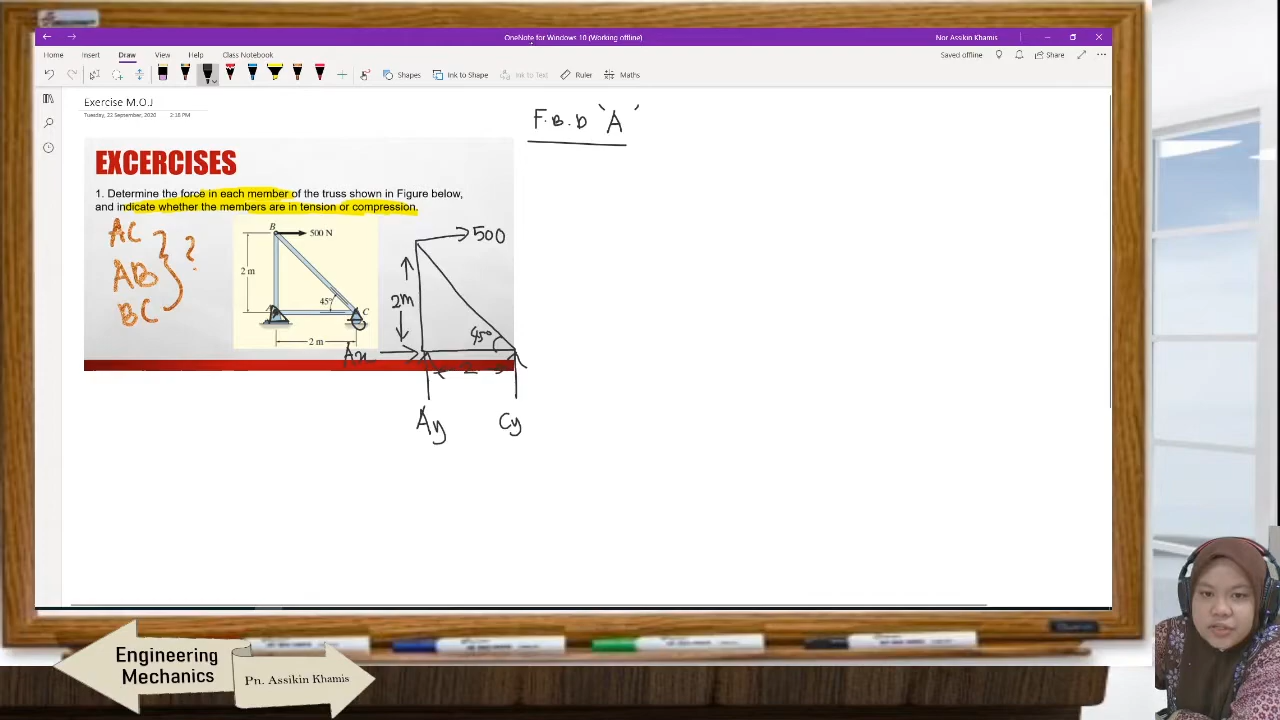 OneNote for Windows 10 (Working offline)
Nor Assikin Khamis
Home Insert Draw View Help Class Notebook
Saved offline
Share
Shapes
Ink to Shape
Ink to Text
Ruler
Maths
Exercise M.O.J
Tuesday, 22 September, 2020 2:18 PM
F.B.D 'A'
EXCERCISES
1. Determine the force in each member of the truss shown in Figure below,
and indicate whether the members are in tension or compression.
AC
AB
BC
?
B
500 N
2 m
45°
A
C
2 m
500
2m
45°
Ax
2
Ay
Cy
Engineering
Mechanics
Pn. Assikin Khamis